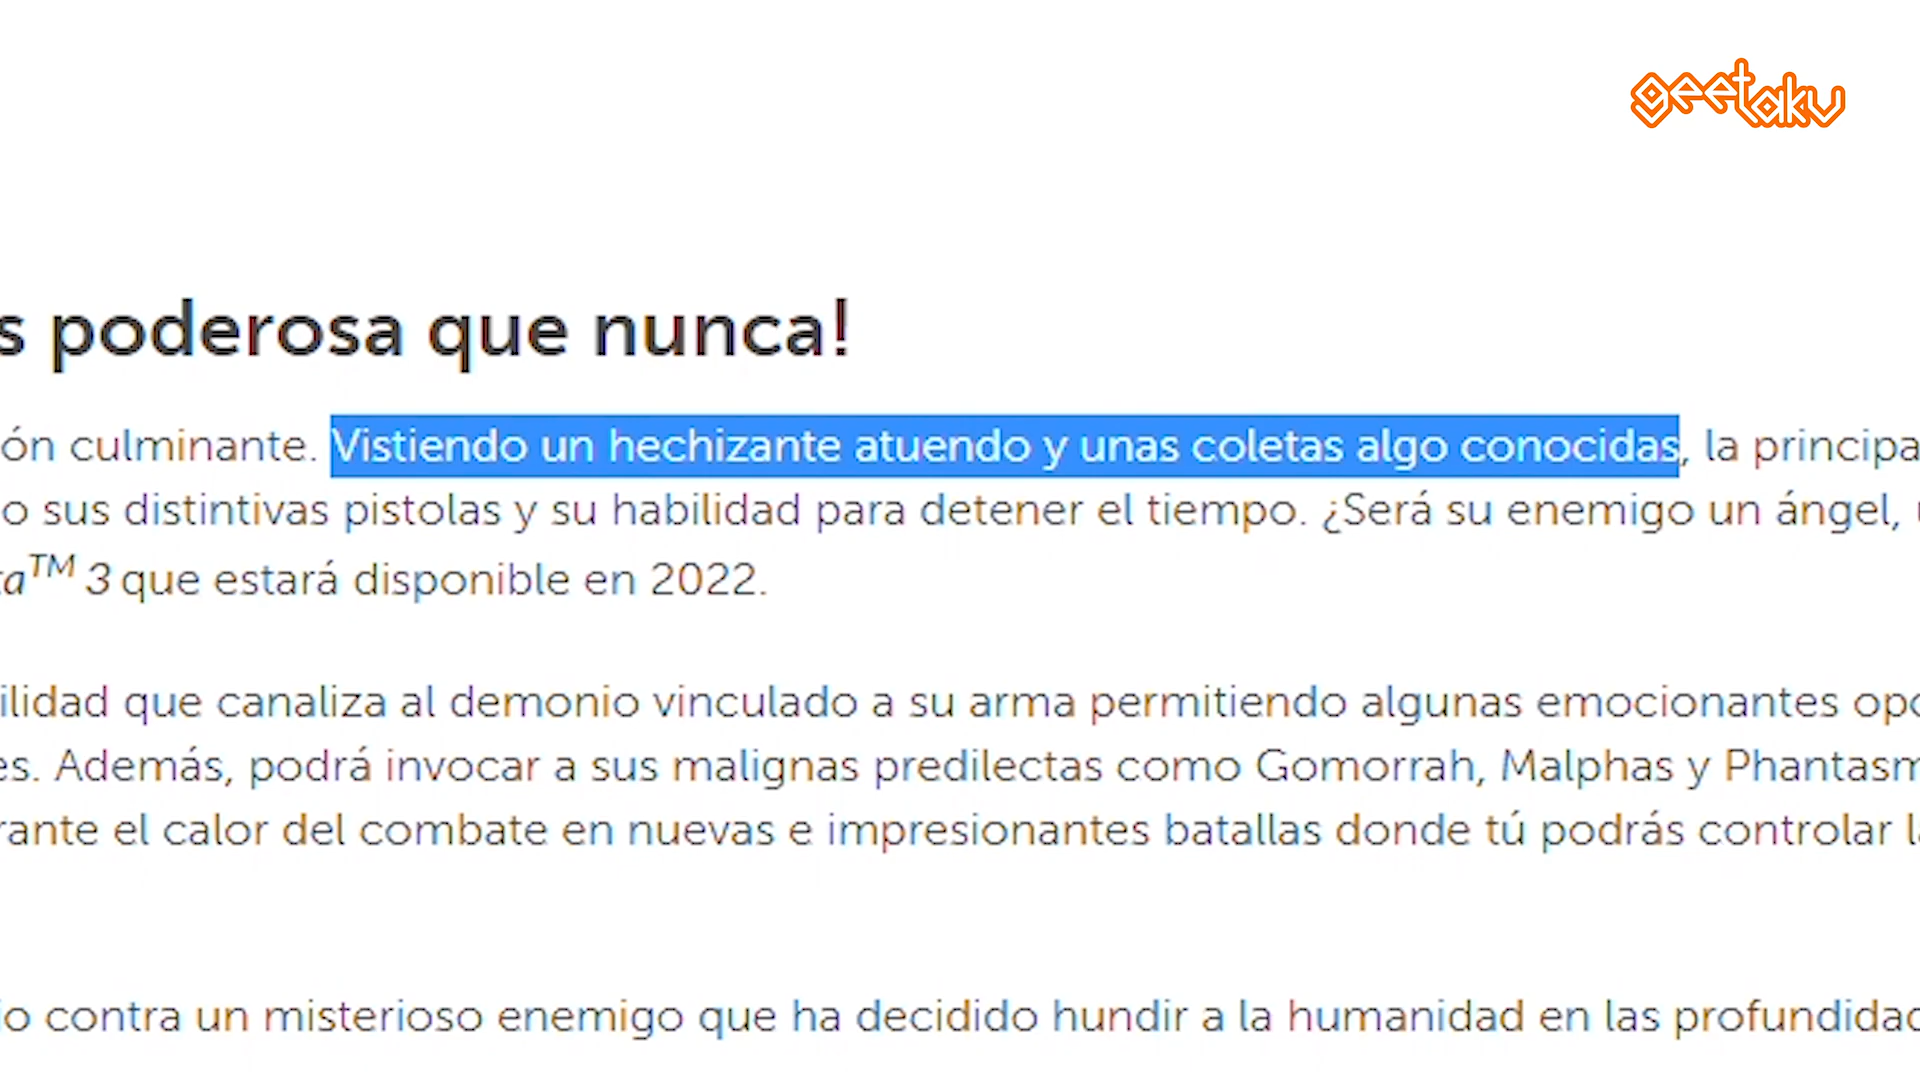 geetaku
s poderosa que nunca!
ón culminante. Vistiendo un hechizante atuendo y unas coletas algo conocidas, la principa
o sus distintivas pistolas y su habilidad para detener el tiempo. ¿Será su enemigo un ángel,
ta™ 3 que estará disponible en 2022.
ilidad que canaliza al demonio vinculado a su arma permitiendo algunas emocionantes opo
es. Además, podrá invocar a sus malignas predilectas como Gomorrah, Malphas y Phantasm
rante el calor del combate en nuevas e impresionantes batallas donde tú podrás controlar la
jo contra un misterioso enemigo que ha decidido hundir a la humanidad en las profundidad